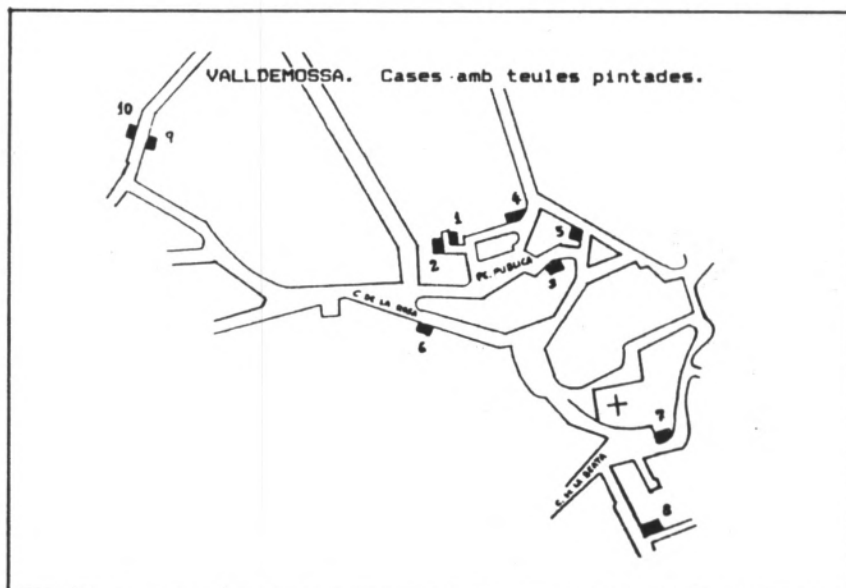 VALLDEMOSSA. Cases amb teules pintades.
10
9
4
1
5
2
PÇ. PUBLICA
3
C. DE LA ROSA
6
7
C. DE LA BEATA
8